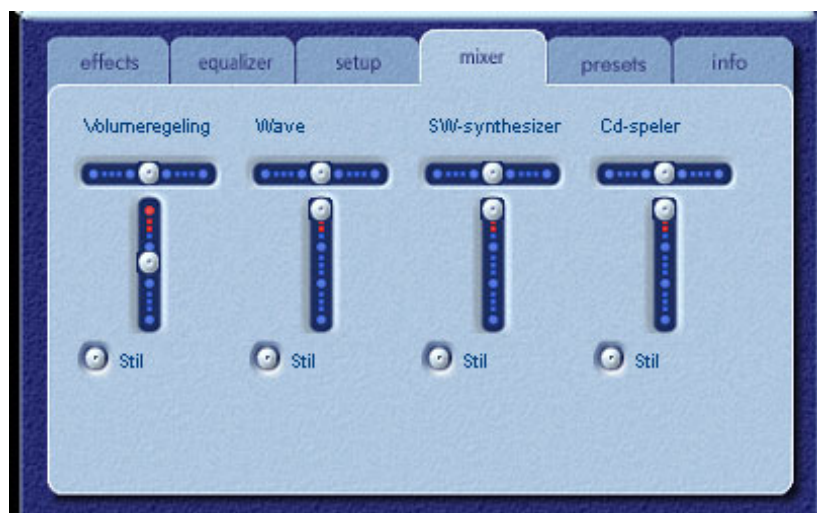 effects equalizer setup mixer presets info
Volumeregeling Wave SW-synthesizer Cd-speler
Stil Stil Stil Stil